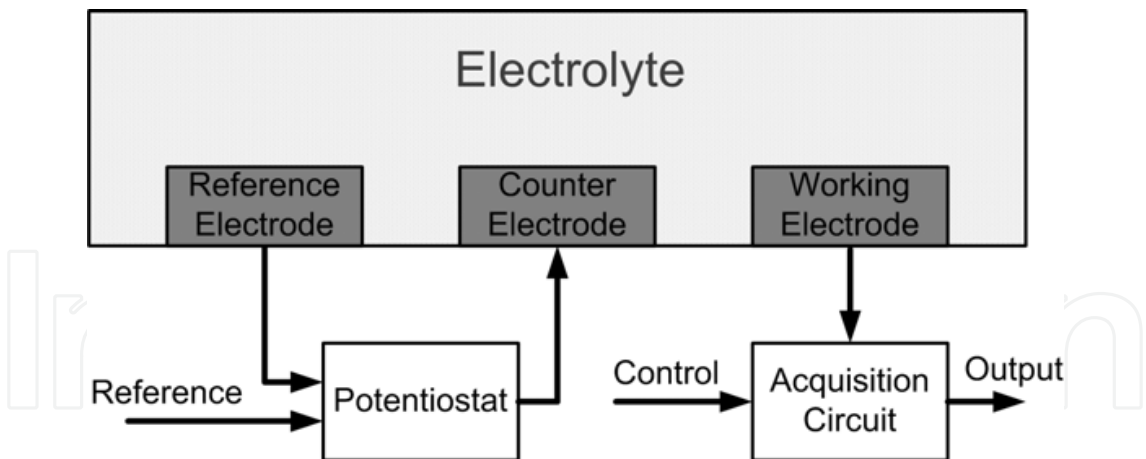 Electrolyte
Reference
Electrode
Counter
Electrode
Working
Electrode
Reference
Potentiostat
Control
Acquisition
Circuit
Output